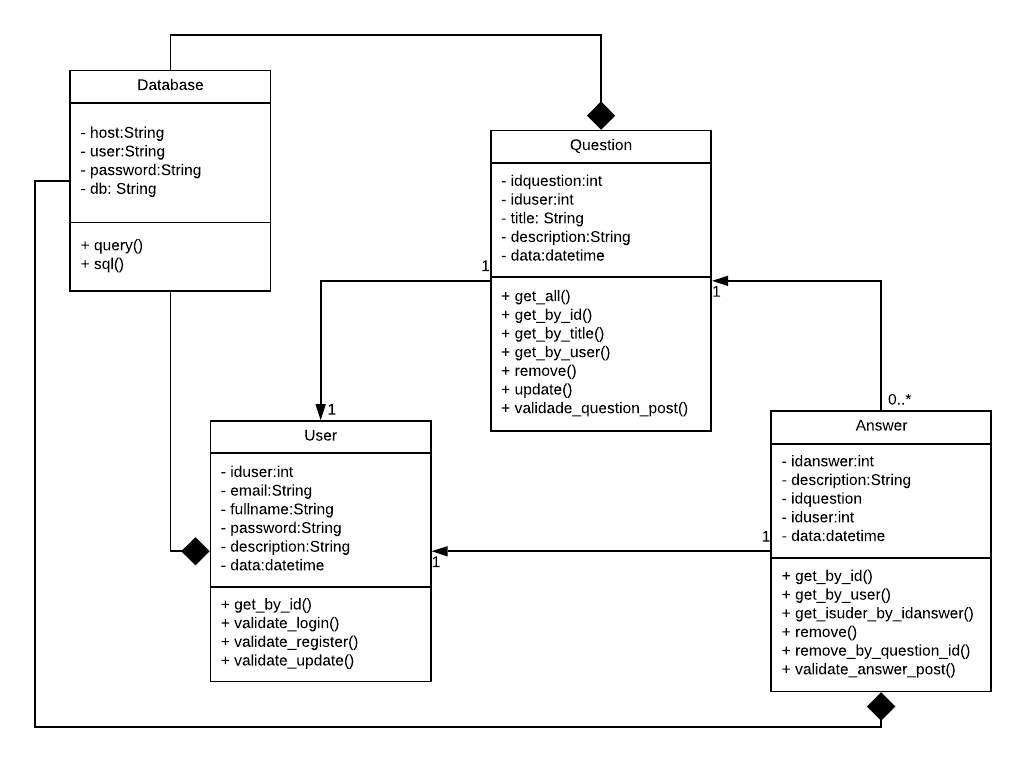 Database
- host:String
- user:String
- password:String
- db: String
+ query()
+ sql()
Question
- idquestion:int
- iduser:int
- title: String
- description:String
- data:datetime
+ get_all()
+ get_by_id()
+ get_by_title()
+ get_by_user()
+ remove()
+ update()
+ validade_question_post()
1
1
1
0..*
User
- iduser:int
- email:String
- fullname:String
- password:String
- description:String
- data:datetime
+ get_by_id()
+ validate_login()
+ validate_register()
+ validate_update()
1
1
Answer
- idanswer:int
- description:String
- idquestion
- iduser:int
- data:datetime
+ get_by_id()
+ get_by_user()
+ get_isuder_by_idanswer()
+ remove()
+ remove_by_question_id()
+ validate_answer_post()